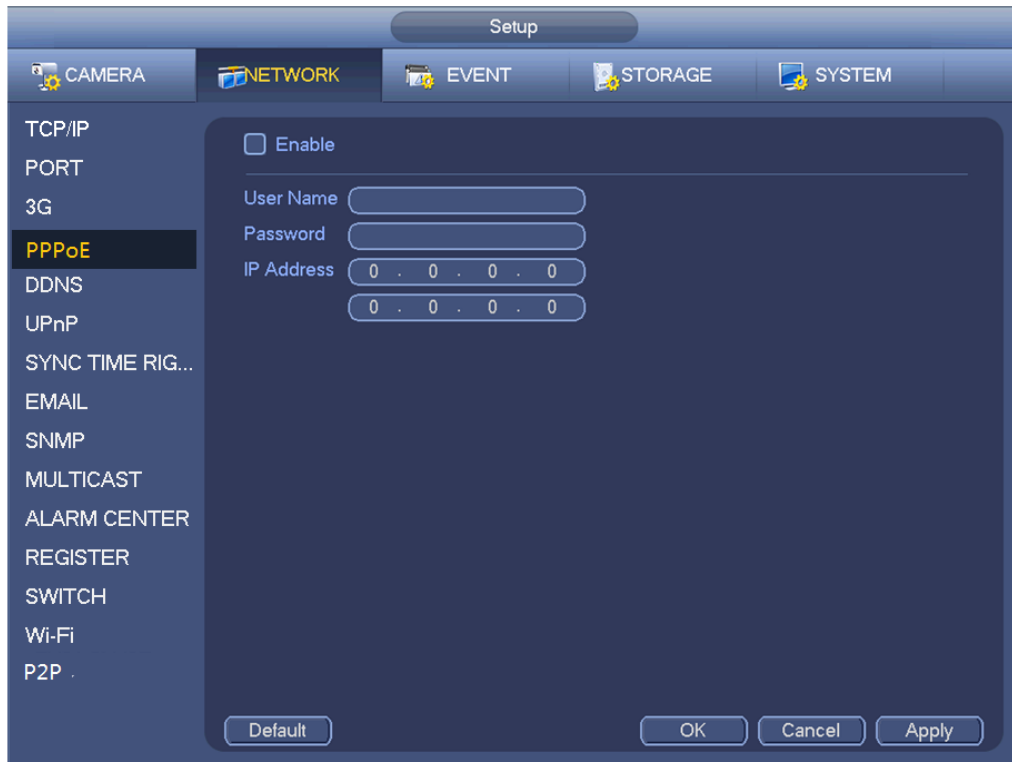 Setup
CAMERA NETWORK EVENT STORAGE SYSTEM
TCP/IP
PORT
3G
PPPoE
DDNS
UPnP
SYNC TIME RIG...
EMAIL
SNMP
MULTICAST
ALARM CENTER
REGISTER
SWITCH
Wi-Fi
P2P .
Enable
User Name
Password
IP Address 0 . 0 . 0 . 0
0 . 0 . 0 . 0
Default OK Cancel Apply